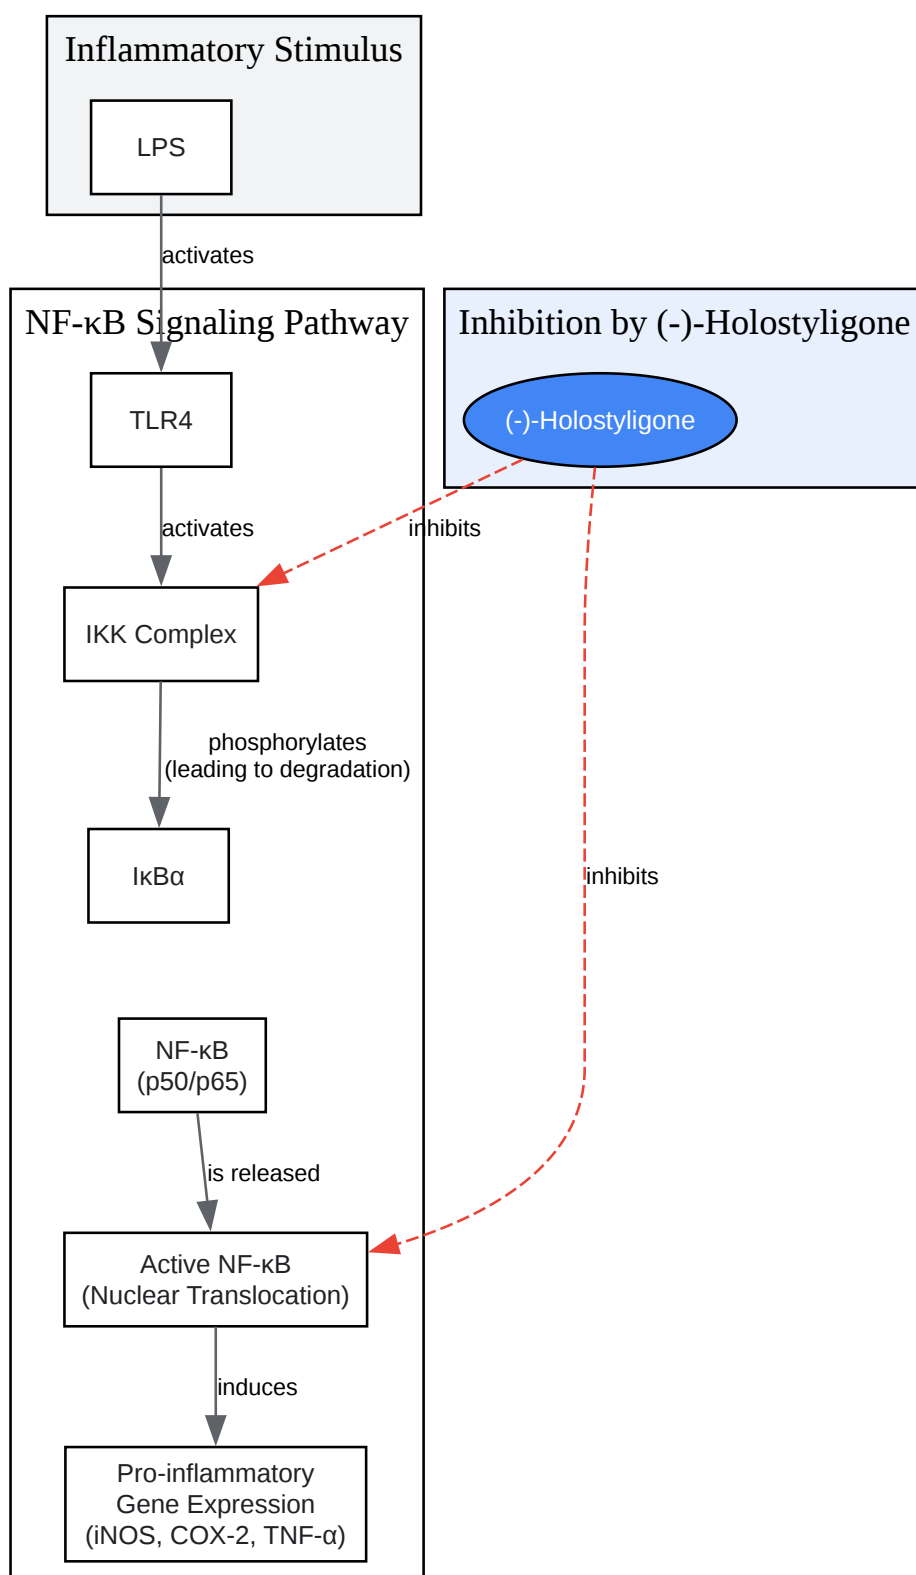 Inflammatory Stimulus
LPS
activates
NF-κB Signaling Pathway
Inhibition by (-)-Holostyligone
TLR4
(-)-Holostyligone
activates
inhibits
IKK Complex
phosphorylates
(leading to degradation)
IκBα
inhibits
NF-κB
(p50/p65)
is released
Active NF-κB
(Nuclear Translocation)
induces
Pro-inflammatory
Gene Expression
(iNOS, COX-2, TNF-α)